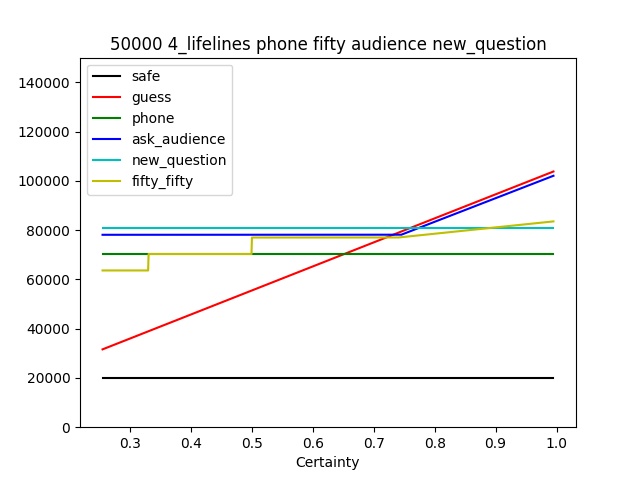 50000 4_lifelines phone fifty audience new_question
safe
guess
phone
ask_audience
new_question
fifty_fifty
140000
120000
100000
80000
60000
40000
20000
0
0.3 0.4 0.5 0.6 0.7 0.8 0.9 1.0
Certainty